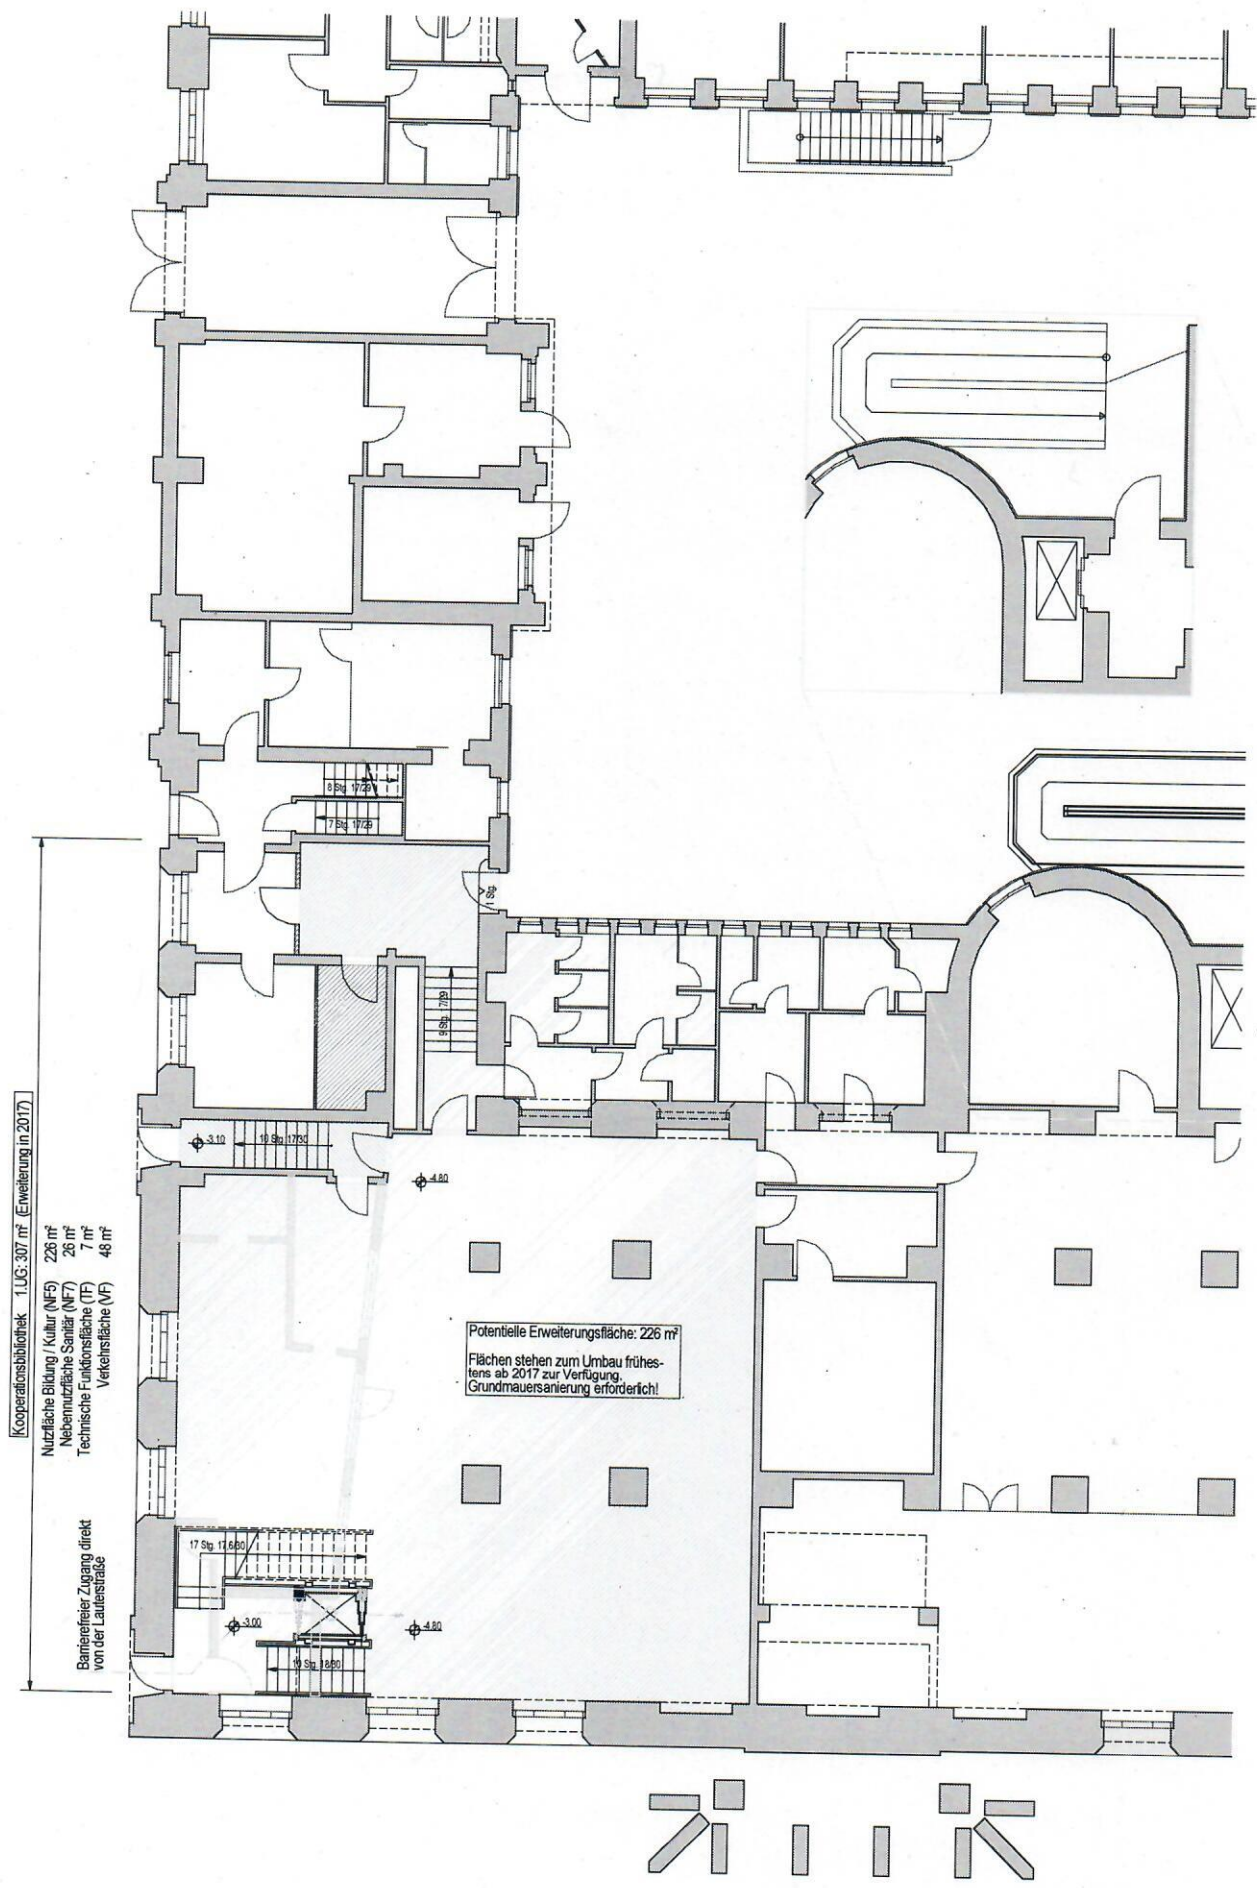 Kooperationsbibliothek 1.UG: 307 m² (Erweiterung in 2017)
Nutzfläche Bildung / Kultur (NF5) 226 m²
Nebennutzfläche Sanitär (NF7) 26 m²
Technische Funktionsfläche (TF) 7 m²
Verkehrsfläche (VF) 48 m²
Barrierefreier Zugang direkt
von der Lauterstraße
8 Stg. 17/29
7 Stg. 17/29
1 Stg
9 Stg. 17/29
-3.10
10 Stg. 17/30
-4.80
Potentielle Erweiterungsfläche: 226 m²
Flächen stehen zum Umbau frühes-
tens ab 2017 zur Verfügung,
Grundmauersanierung erforderlich!
17 Stg. 17,6/30
-3.00
-4.80
10 Stg. 18/30